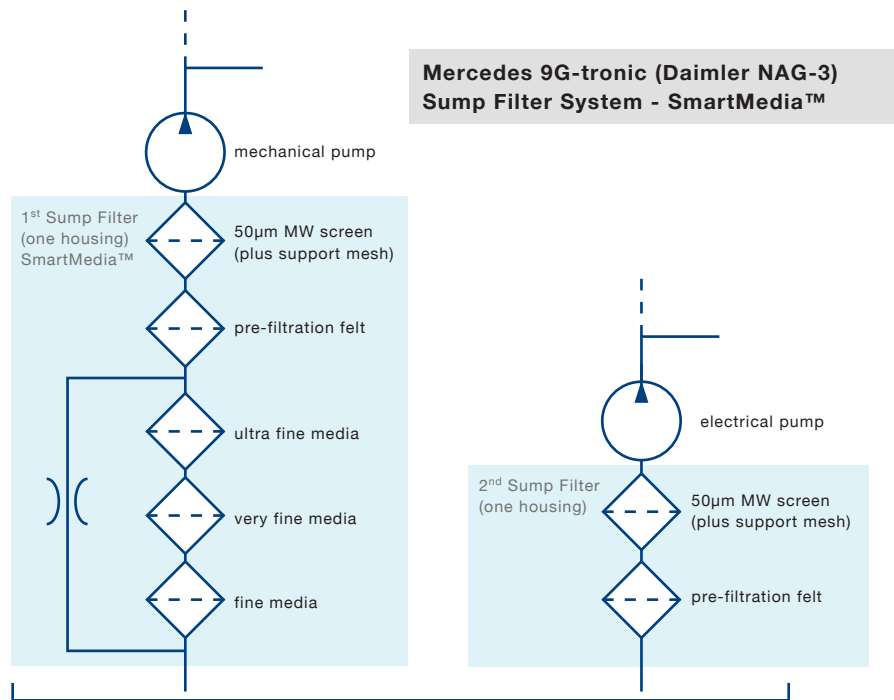 Mercedes 9G-tronic (Daimler NAG-3)
Sump Filter System - SmartMedia™
mechanical pump
1st Sump Filter
(one housing)
SmartMedia™
50µm MW screen
(plus support mesh)
pre-filtration felt
ultra fine media
very fine media
fine media
electrical pump
2nd Sump Filter
(one housing)
50µm MW screen
(plus support mesh)
pre-filtration felt